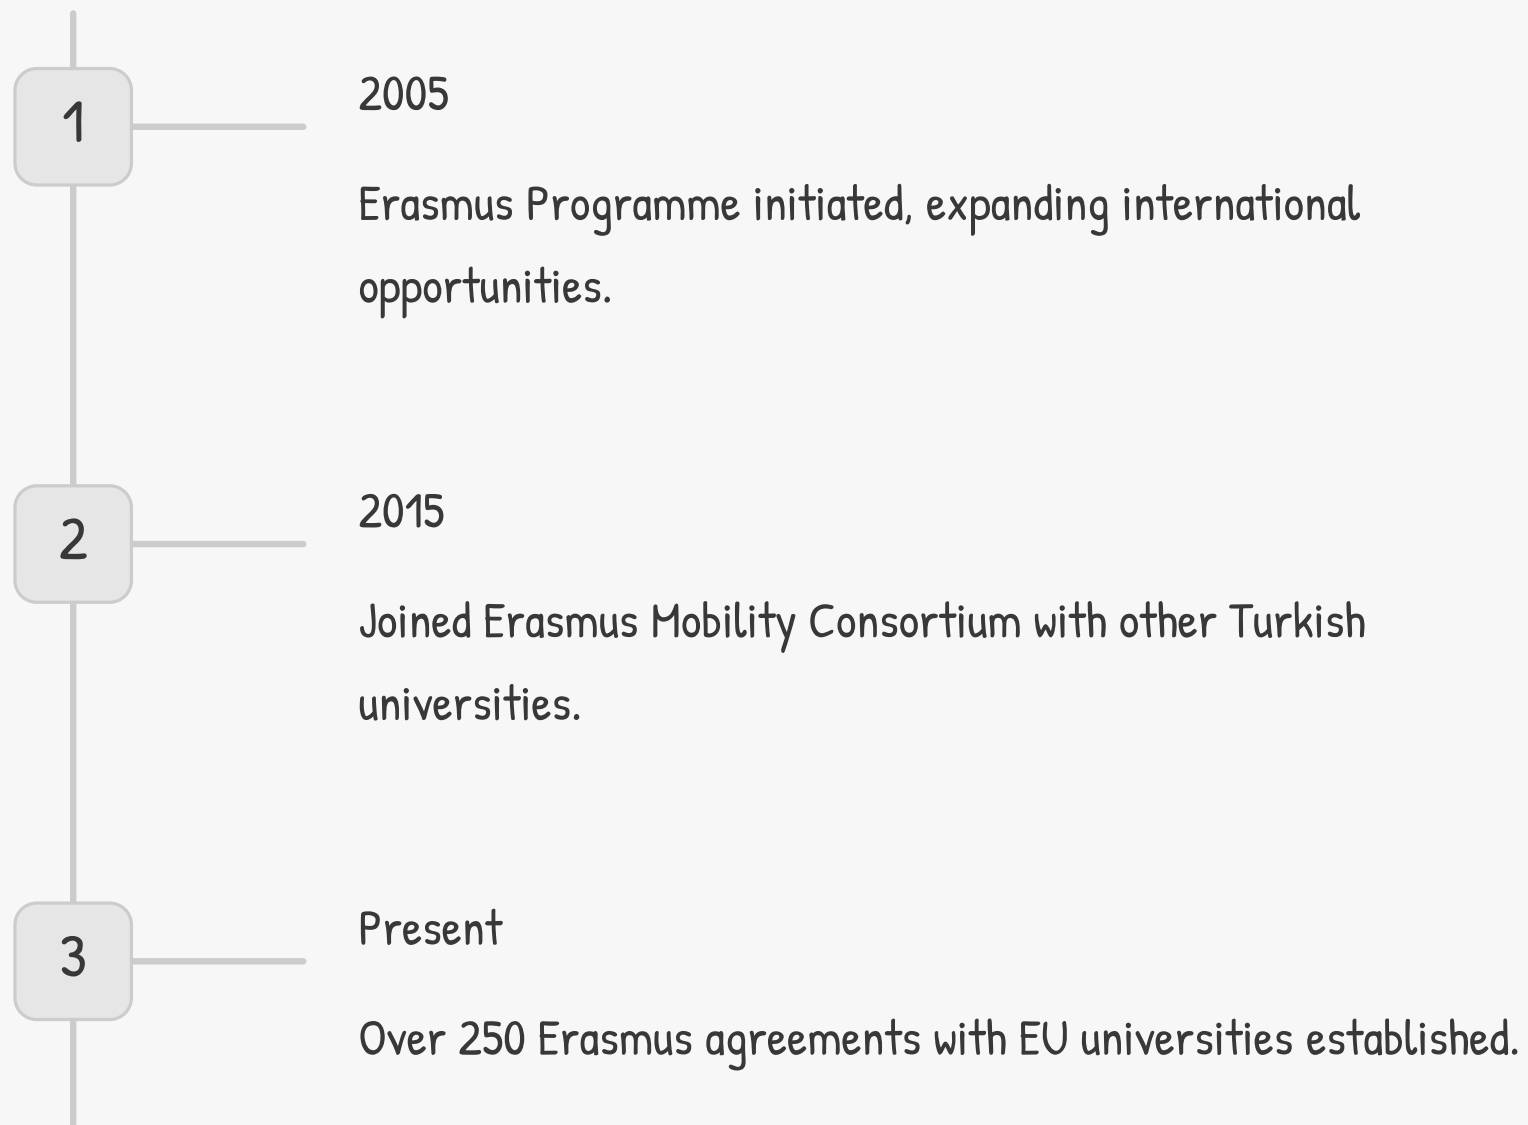 1
2005
Erasmus Programme initiated, expanding international
opportunities.
2
2015
Joined Erasmus Mobility Consortium with other Turkish
universities.
3
Present
Over 250 Erasmus agreements with EU universities established.